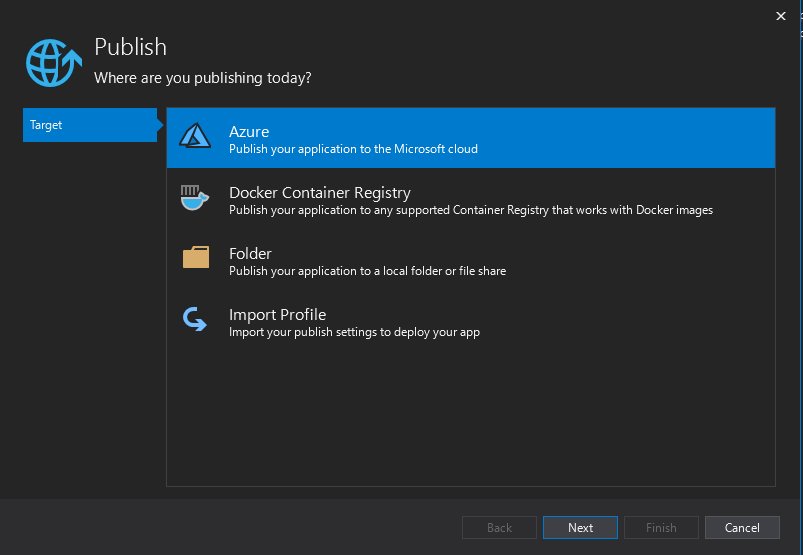 Publish
Where are you publishing today?
Target
Azure
Publish your application to the Microsoft cloud
Docker Container Registry
Publish your application to any supported Container Registry that works with Docker images
Folder
Publish your application to a local folder or file share
Import Profile
Import your publish settings to deploy your app
Back
Next
Finish
Cancel